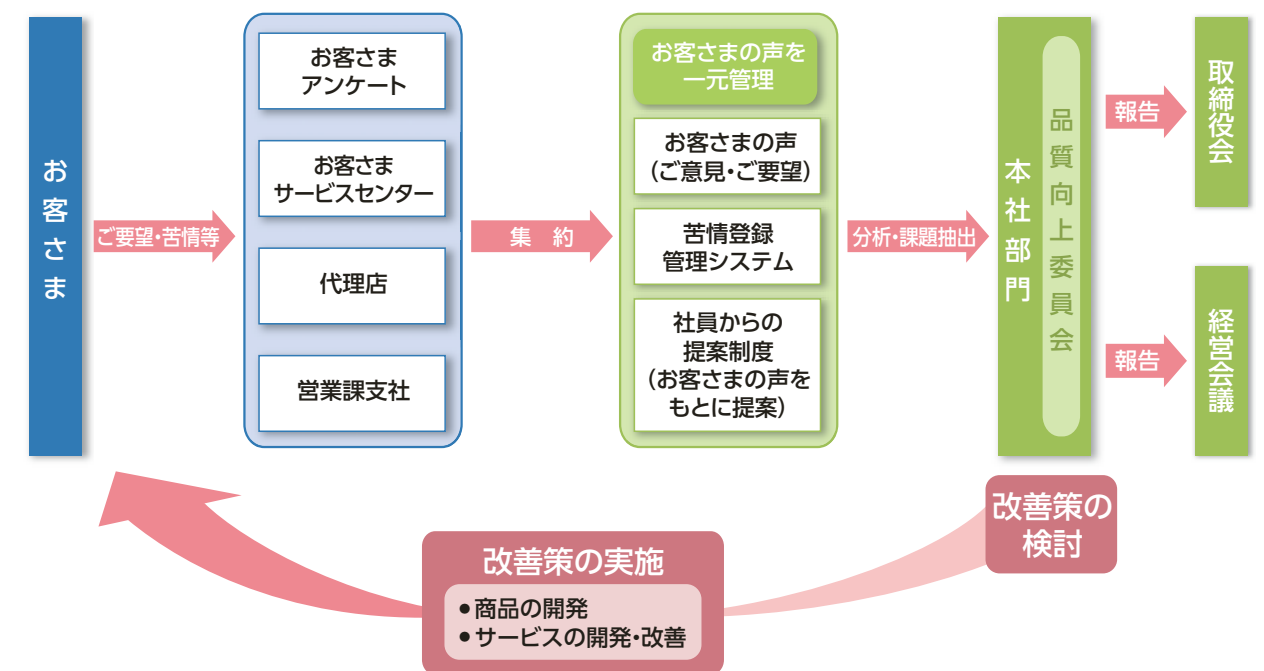 お客さま
ご要望・苦情等
お客さま
アンケート
お客さま
サービスセンター
代理店
営業課支社
集 約
お客さまの声を
一元管理
お客さまの声
(ご意見・ご要望)
苦情登録
管理システム
社員からの
提案制度
(お客さまの声を
もとに提案)
分析・課題抽出
本社部門
品質向上委員会
報告
取締役会
報告
経営会議
改善策の
検討
改善策の実施
●商品の開発
●サービスの開発・改善